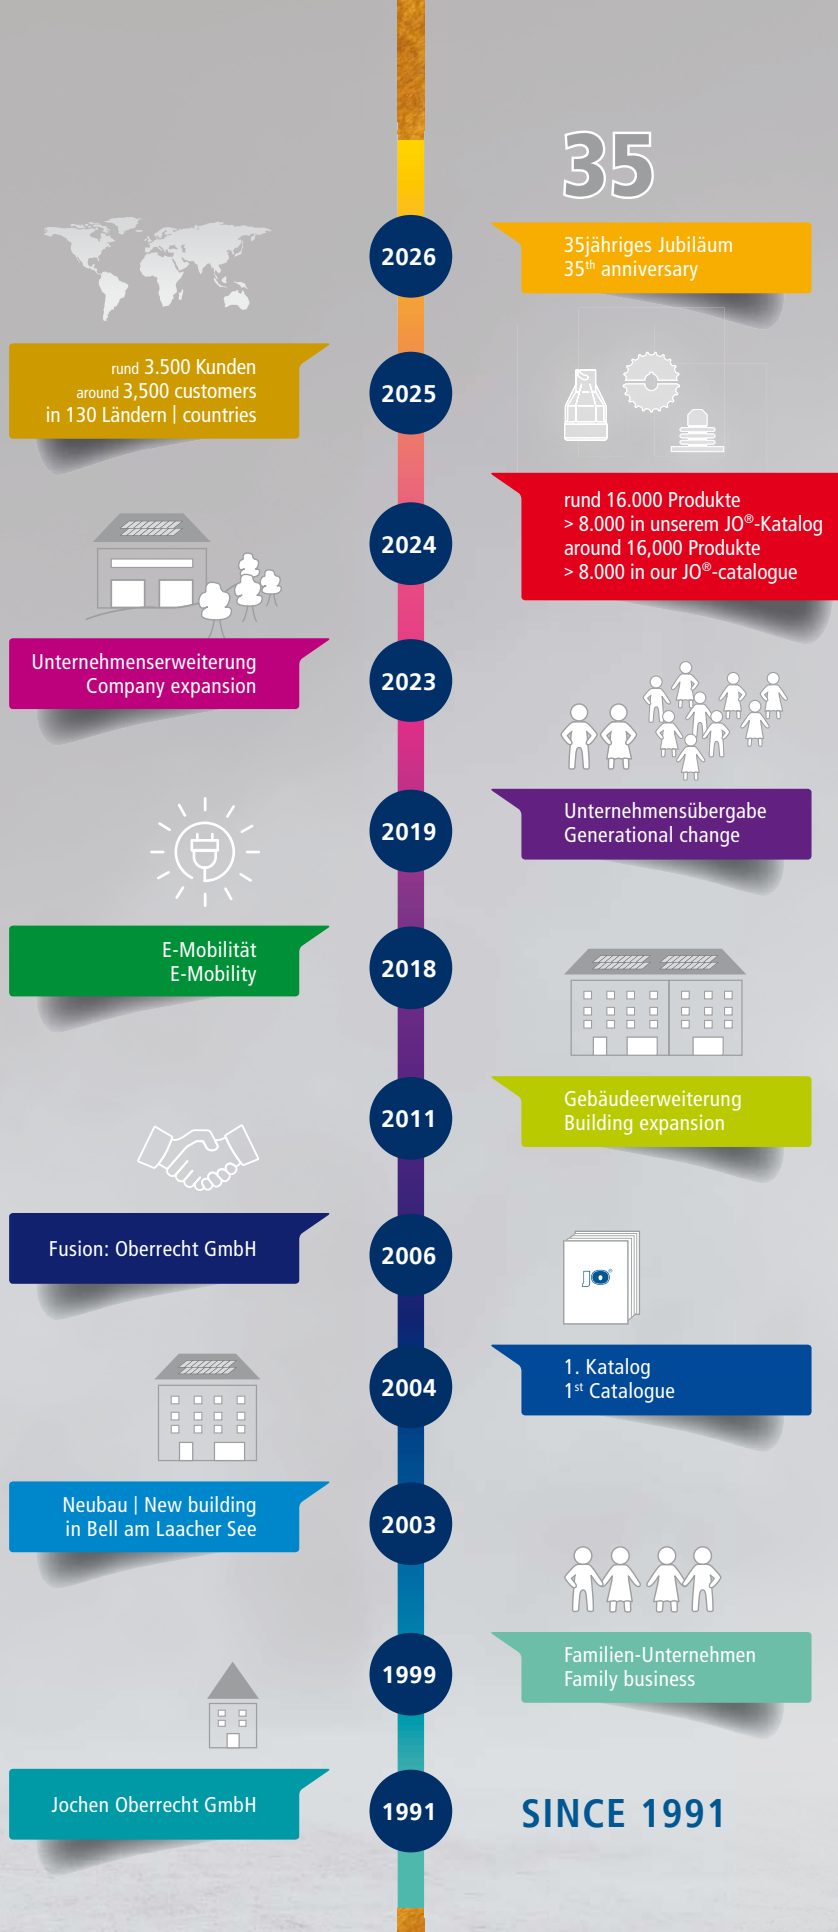 35
2026
35jähriges Jubiläum
35th anniversary
2025
rund 3.500 Kunden
around 3,500 customers
in 130 Ländern | countries
2024
rund 16.000 Produkte
> 8.000 in unserem JO®-Katalog
around 16,000 Produkte
> 8.000 in our JO®-catalogue
2023
Unternehmenserweiterung
Company expansion
2019
Unternehmensübergabe
Generational change
2018
E-Mobilität
E-Mobility
2011
Gebäudeerweiterung
Building expansion
2006
Fusion: Oberrecht GmbH
JO®
2004
1. Katalog
1st Catalogue
2003
Neubau | New building
in Bell am Laacher See
1999
Familien-Unternehmen
Family business
1991
Jochen Oberrecht GmbH
SINCE 1991